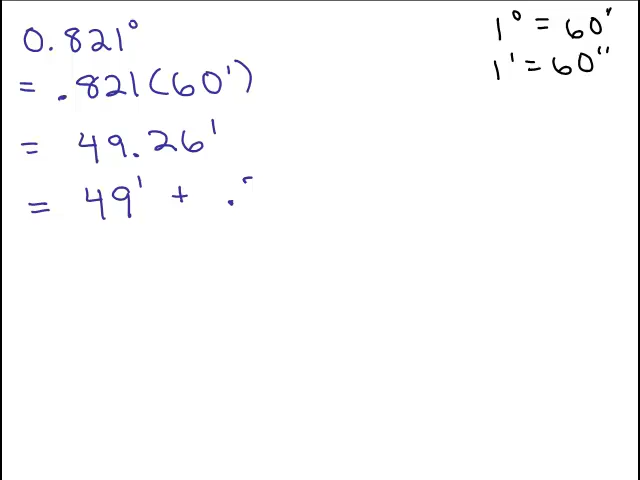 0.821°
= .821(60')
= 49.26'
= 49' + .
1° = 60'
1' = 60''